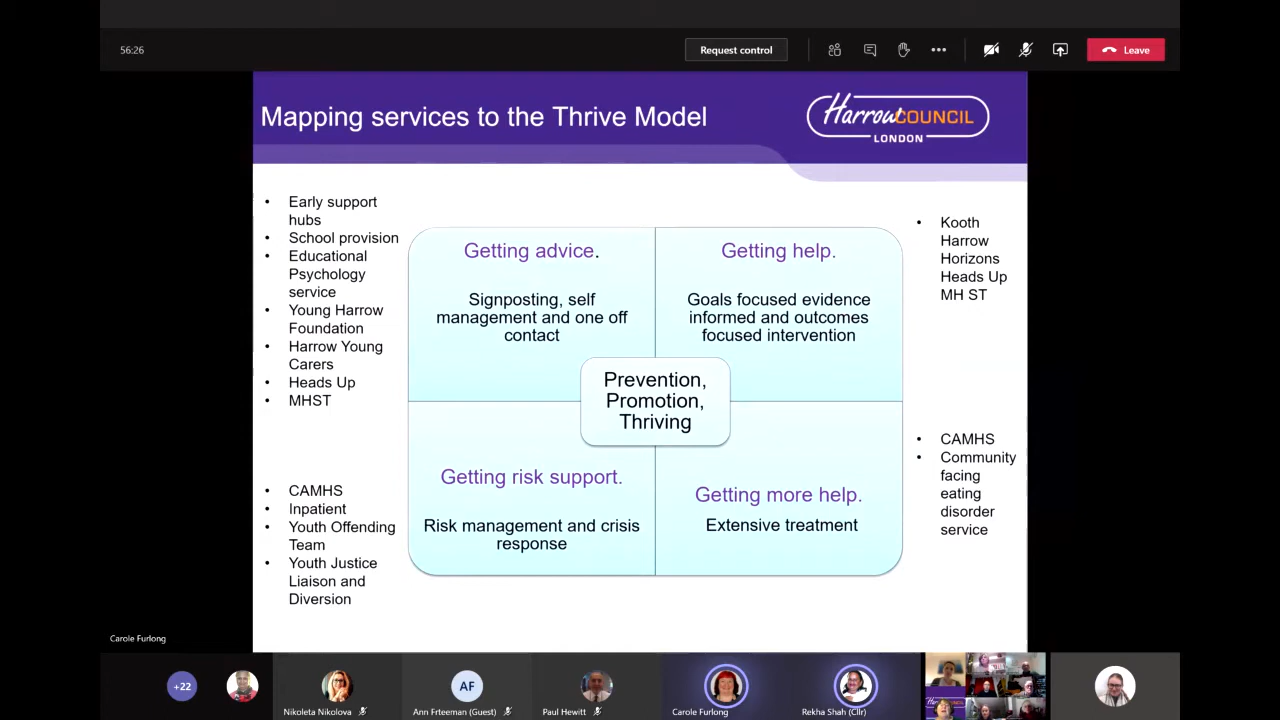 56:26
Request control
Leave
Mapping services to the Thrive Model
Harrow COUNCIL
LONDON
• Early support
hubs
• School provision
• Educational
Psychology
service
• Young Harrow
Foundation
• Harrow Young
Carers
• Heads Up
• MHST
• CAMHS
• Inpatient
• Youth Offending
Team
• Youth Justice
Liaison and
Diversion
Getting advice.
Signposting, self
management and one off
contact
Getting help.
Goals focused evidence
informed and outcomes
focused intervention
Prevention,
Promotion,
Thriving
Getting risk support.
Risk management and crisis
response
Getting more help.
Extensive treatment
• Kooth
Harrow
Horizons
Heads Up
MH ST
• CAMHS
• Community
facing
eating
disorder
service
Carole Furlong
+22
Nikoleta Nikolova
AF
Ann Frteeman (Guest)
Paul Hewitt
Carole Furlong
Rekha Shah (Cllr)